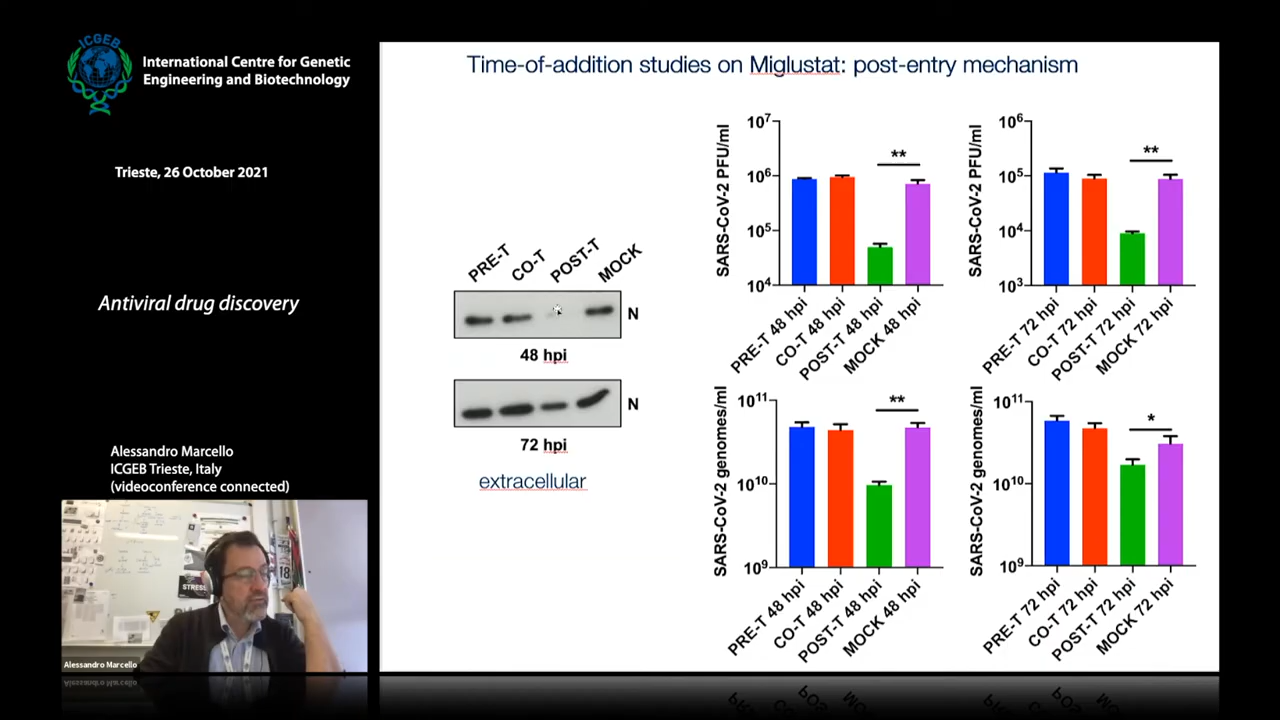 ICGEB
International Centre for Genetic
Engineering and Biotechnology
Trieste, 26 October 2021
Antiviral drug discovery
Alessandro Marcello
ICGEB Trieste, Italy
(videoconference connected)
STRESS
18
Alessandro Marcello
Time-of-addition studies on Miglustat: post-entry mechanism
PRE-T CO-T POST-T MOCK
N
48 hpi
N
72 hpi
extracellular
SARS-CoV-2 PFU/ml
10⁷
10⁶
10⁵
10⁴
**
PRE-T 48 hpi
CO-T 48 hpi
POST-T 48 hpi
MOCK 48 hpi
SARS-CoV-2 PFU/ml
10⁶
10⁵
10⁴
10³
**
PRE-T 72 hpi
CO-T 72 hpi
POST-T 72 hpi
MOCK 72 hpi
SARS-CoV-2 genomes/ml
10¹¹
10¹⁰
10⁹
**
PRE-T 48 hpi
CO-T 48 hpi
POST-T 48 hpi
MOCK 48 hpi
SARS-CoV-2 genomes/ml
10¹¹
10¹⁰
10⁹
*
PRE-T 72 hpi
CO-T 72 hpi
POST-T 72 hpi
MOCK 72 hpi